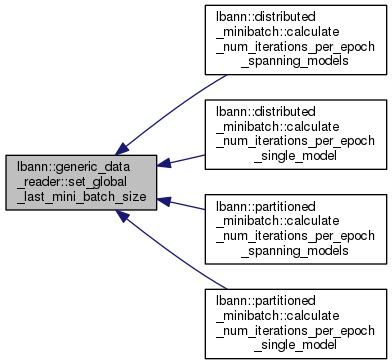 lbann::distributed
_minibatch::calculate
_num_iterations_per_epoch
_spanning_models
lbann::distributed
_minibatch::calculate
_num_iterations_per_epoch
_single_model
lbann::generic_data
_reader::set_global
_last_mini_batch_size
lbann::partitioned
_minibatch::calculate
_num_iterations_per_epoch
_spanning_models
lbann::partitioned
_minibatch::calculate
_num_iterations_per_epoch
_single_model